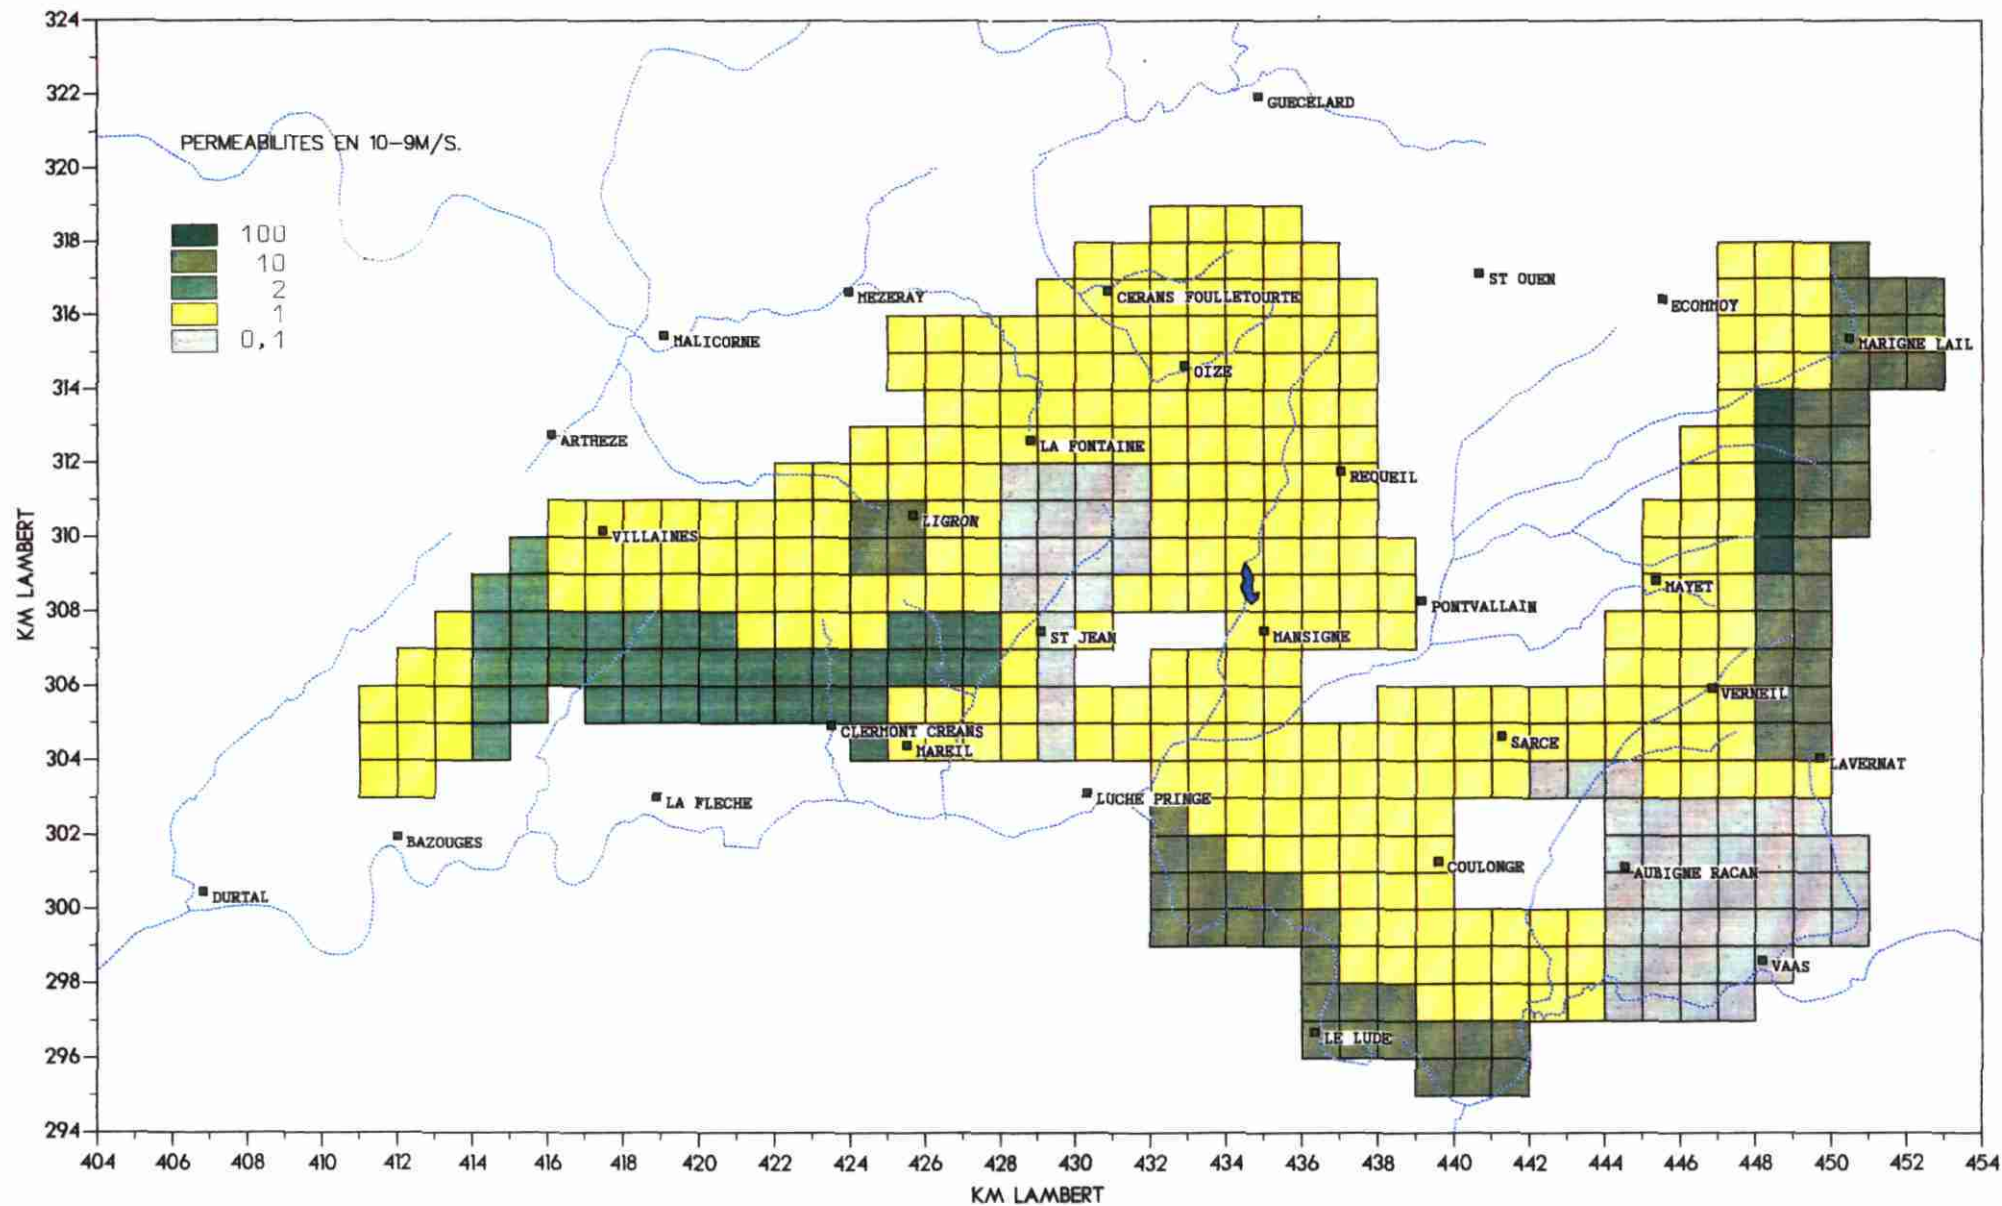 324
322
320
318
316
314
312
310
308
306
304
302
300
298
296
294
KM LAMBERT
PERMEABILITES EN 10-9M/S.
100
10
2
1
0,1
GUECELARD
ST OUEN
CERANS FOULLETOURTE
MEZERAY
ECOMMOY
MALICORNE
MARIGNE LAIL
OIZE
ARTHEZE
LA FONTAINE
REQUEIL
LIGRON
VILLAINES
MAYET
PONTVALLAIN
ST JEAN
MANSIGNE
VERNEIL
CLERMONT CREANS
MAREIL
SARCE
LAVERNAT
LA FLECHE
LUCHE PRINGE
BAZOUGES
COULONGE
AUBIGNE RACAN
DURTAL
VAAS
LE LUDE
404 406 408 410 412 414 416 418 420 422 424 426 428 430 432 434 436 438 440 442 444 446 448 450 452 454
KM LAMBERT